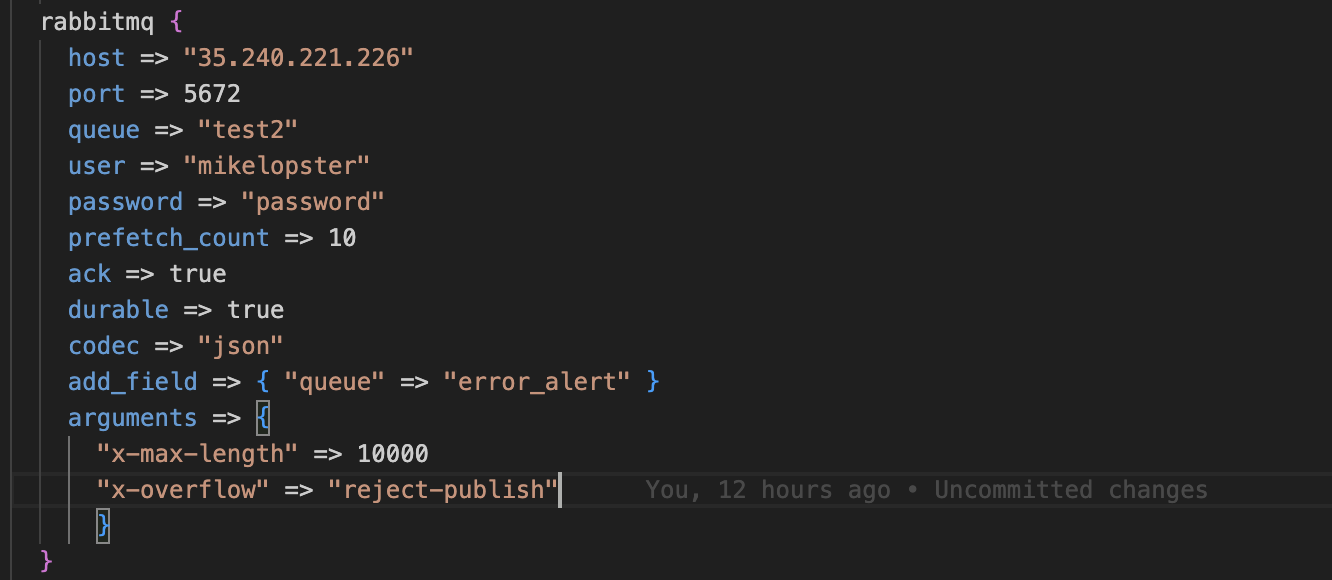 rabbitmq {
host => "35.240.221.226"
port => 5672
queue => "test2"
user => "mikelopster"
password => "password"
prefetch_count => 10
ack => true
durable => true
codec => "json"
add_field => { "queue" => "error_alert" }
arguments => {
"x-max-length" => 10000
"x-overflow" => "reject-publish" You, 12 hours ago • Uncommitted changes
}
}